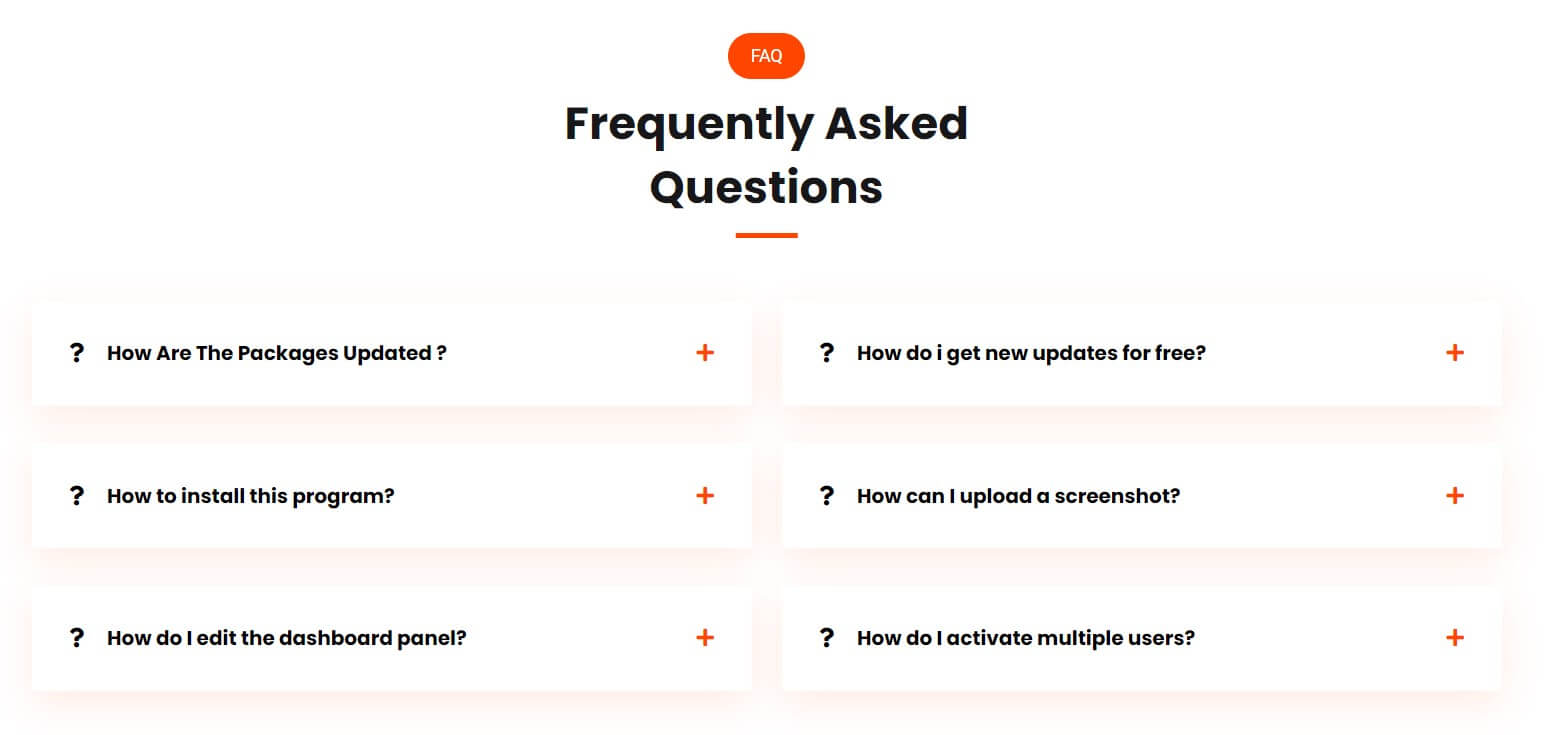 FAQ
Frequently Asked
Questions
? How Are The Packages Updated ? +
? How do i get new updates for free? +
? How to install this program? +
? How can I upload a screenshot? +
? How do I edit the dashboard panel? +
? How do I activate multiple users? +